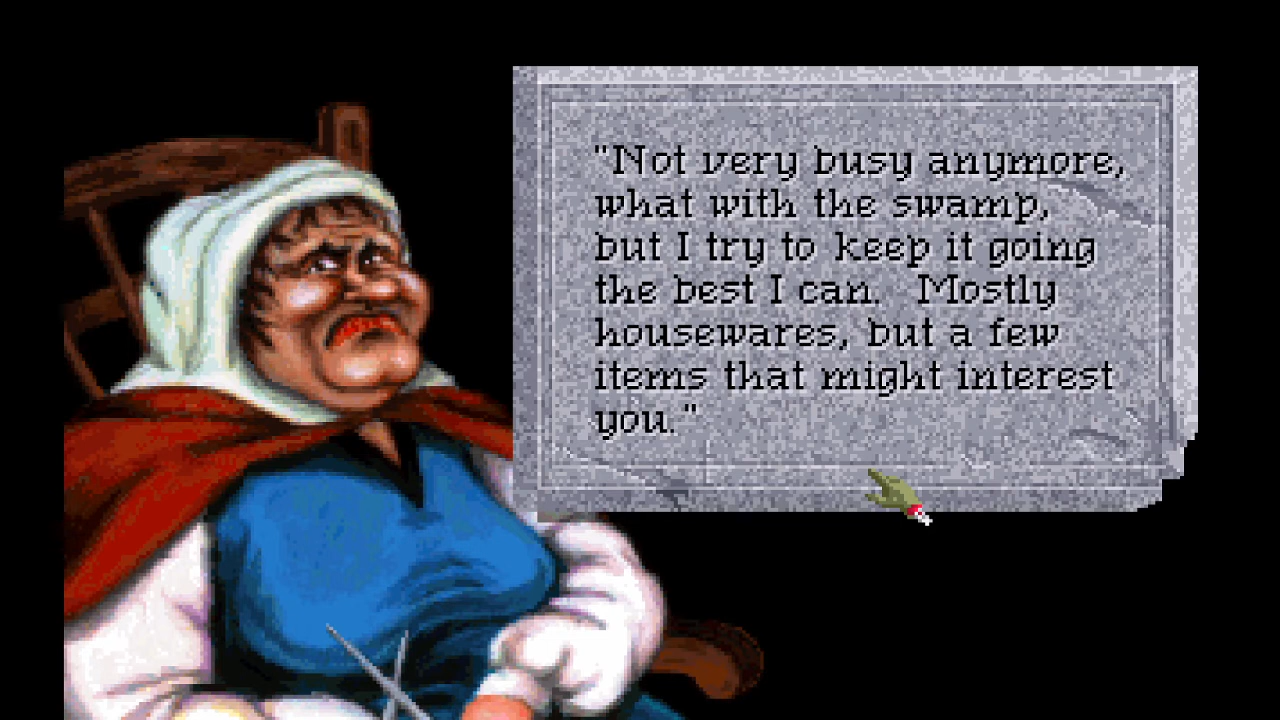 "Not very busy anymore,
what with the swamp,
but I try to keep it going
the best I can.  Mostly
housewares, but a few
items that might interest
you."